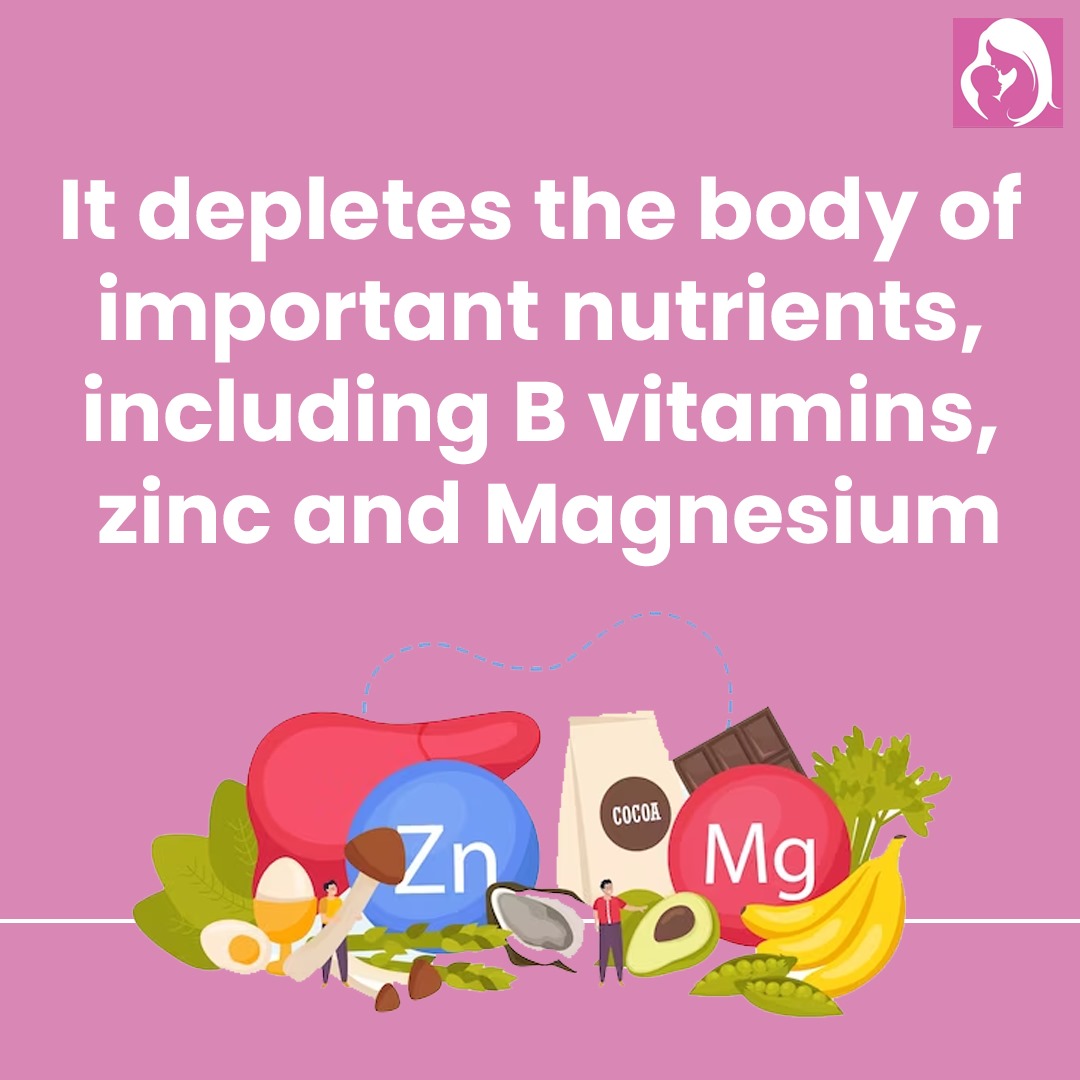 It depletes the body of
important nutrients,
including B vitamins,
zinc and Magnesium
Zn
COCOA
Mg